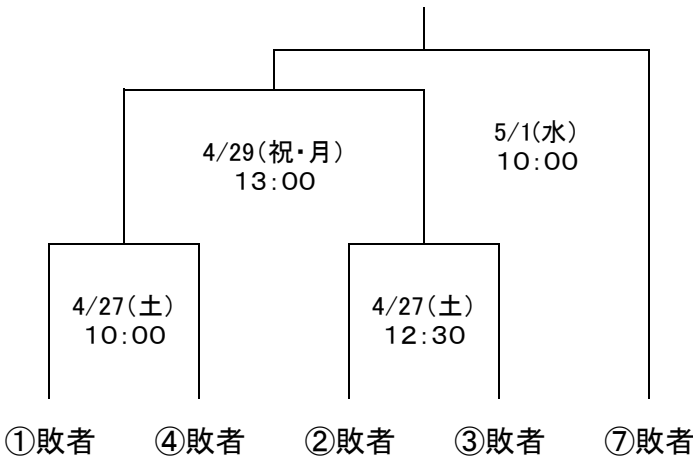 5/1(水)
10:00
4/29(祝・月)
13:00
4/27(土)
10:00
4/27(土)
12:30
①敗者 ④敗者 ②敗者 ③敗者 ⑦敗者